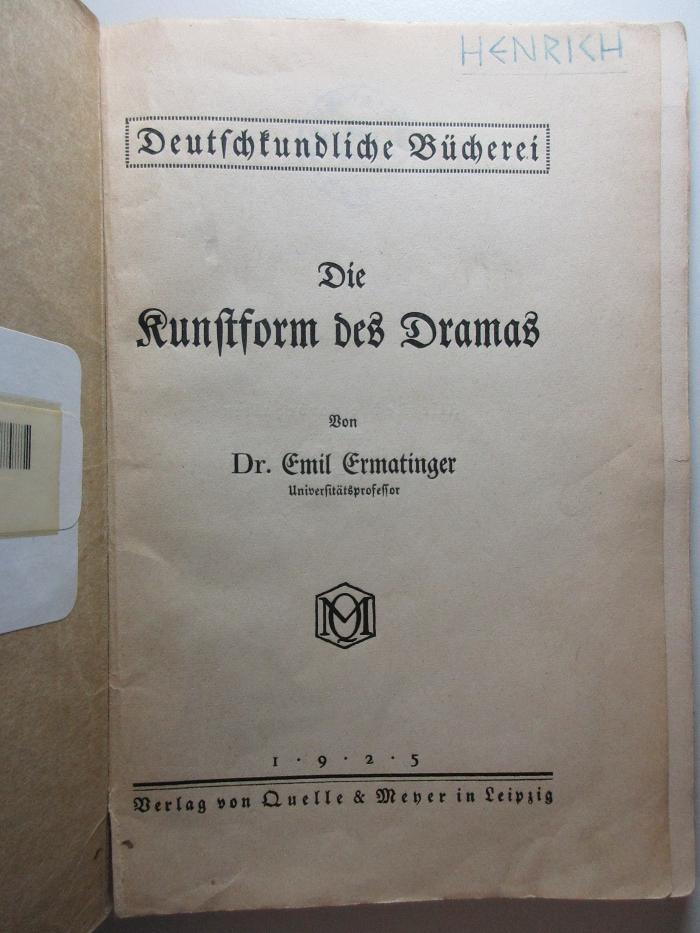 HENRICH
Deutſchkundliche Bücherei
Die
Kunſtform des Dramas
Von
Dr. Emil Ermatinger
Univerſitätsprofeſſor
QM
1 · 9 · 2 · 5
Verlag von Quelle & Meyer in Leipzig